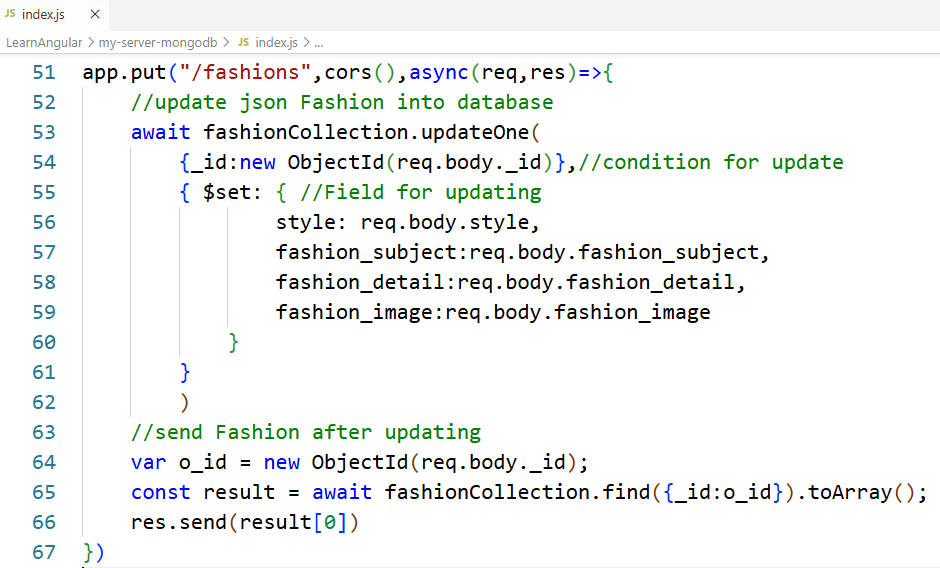 JS index.js ×
LearnAngular > my-server-mongodb > JS index.js > ...
51 app.put("/fashions",cors(),async(req,res)=>{
52     //update json Fashion into database
53     await fashionCollection.updateOne(
54         {_id:new ObjectId(req.body._id)},//condition for update
55         { $set: { //Field for updating
56                 style: req.body.style,
57                 fashion_subject:req.body.fashion_subject,
58                 fashion_detail:req.body.fashion_detail,
59                 fashion_image:req.body.fashion_image
60             }
61         }
62         )
63     //send Fashion after updating
64     var o_id = new ObjectId(req.body._id);
65     const result = await fashionCollection.find({_id:o_id}).toArray();
66     res.send(result[0])
67 })